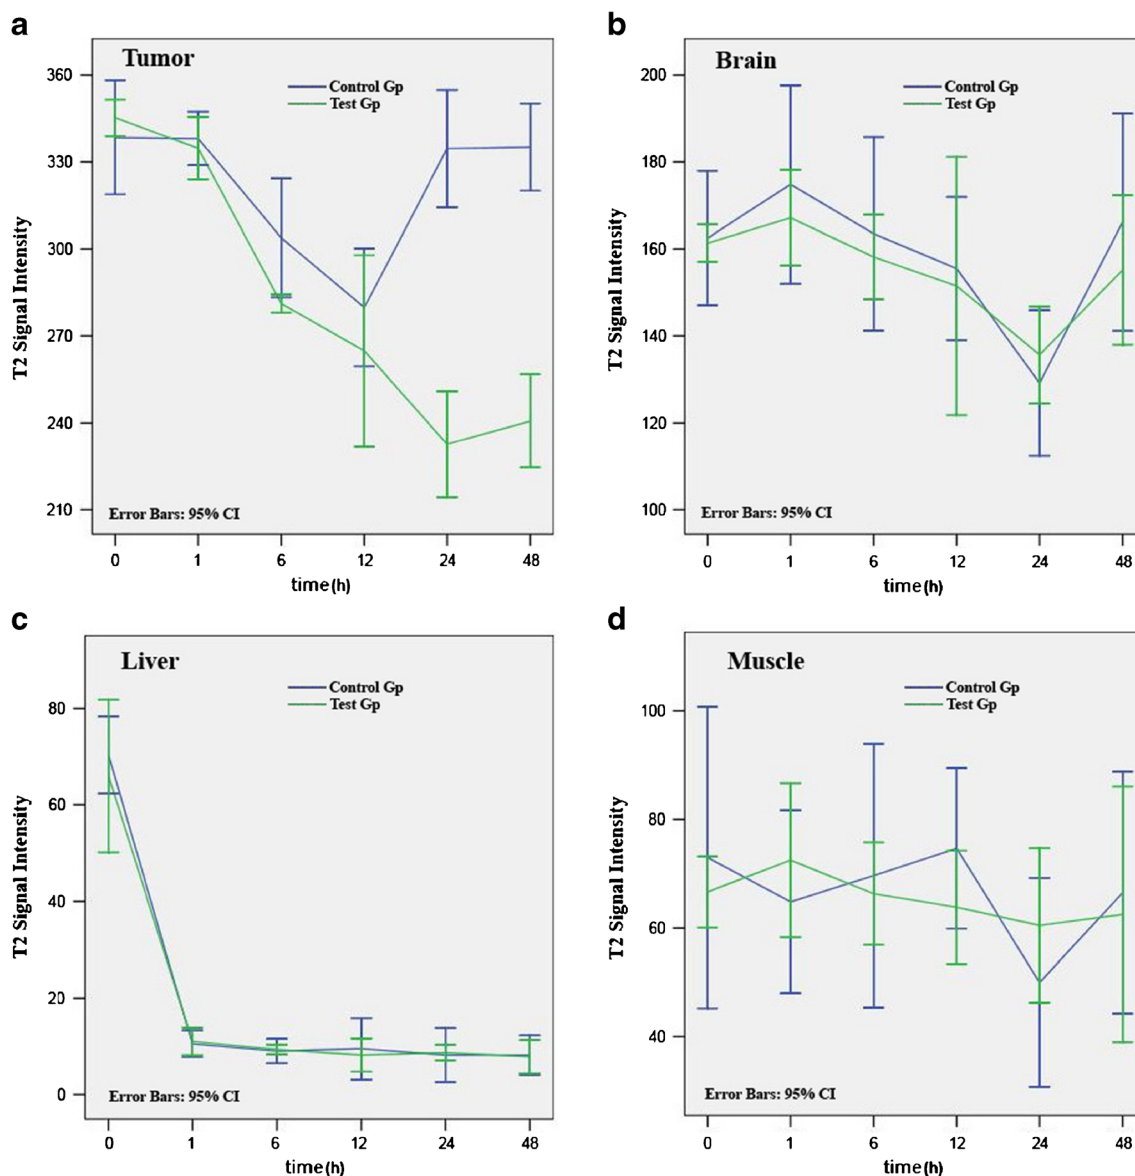 a
Tumor
Control Gp
Test Gp
T2 Signal Intensity
360
330
300
270
240
210
Error Bars: 95% CI
0 1 6 12 24 48
time(h)
b
Brain
Control Gp
Test Gp
T2 Signal Intensity
200
180
160
140
120
100
Error Bars: 95% CI
0 1 6 12 24 48
time(h)
c
Liver
Control Gp
Test Gp
T2 Signal Intensity
80
60
40
20
0
Error Bars: 95% CI
0 1 6 12 24 48
time(h)
d
Muscle
Control Gp
Test Gp
T2 Signal Intensity
100
80
60
40
Error Bars: 95% CI
0 1 6 12 24 48
time(h)